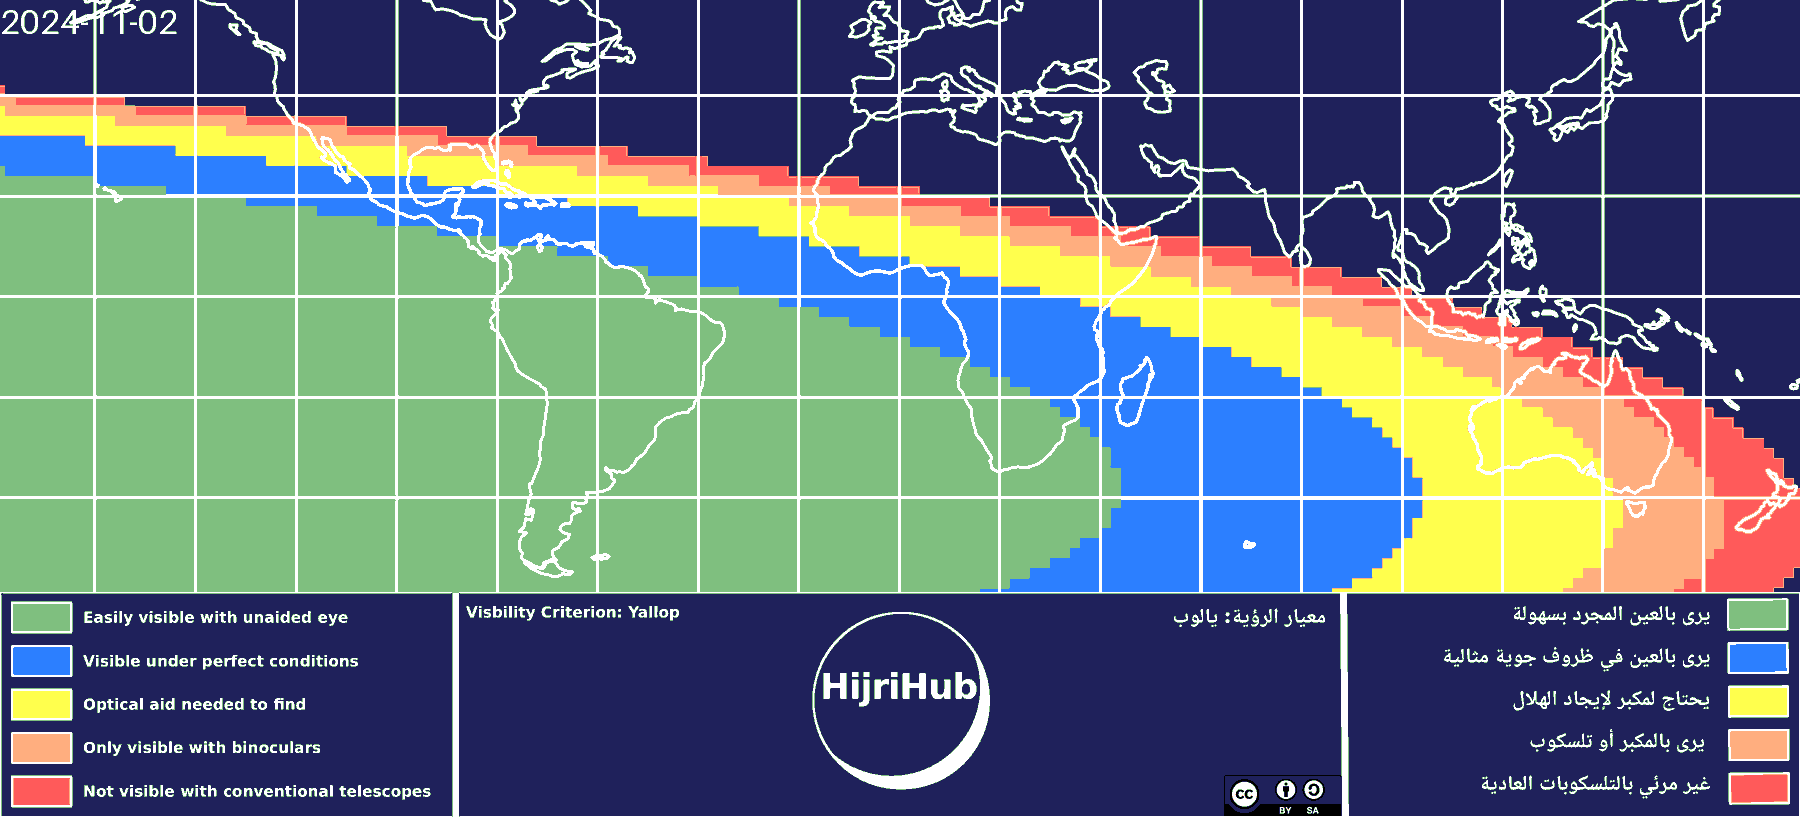 2024-11-02
Easily visible with unaided eye
Visible under perfect conditions
Optical aid needed to find
Only visible with binoculars
Not visible with conventional telescopes
Visbility Criterion: Yallop
معيار الرؤية: يالوب
HijriHub
cc
BY SA
يرى بالعين المجرد بسهولة
يرى بالعين في ظروف جوية مثالية
يحتاج لمكبر لإيجاد الهلال
يرى بالمكبر أو تلسكوب
غير مرئي بالتلسكوبات العادية